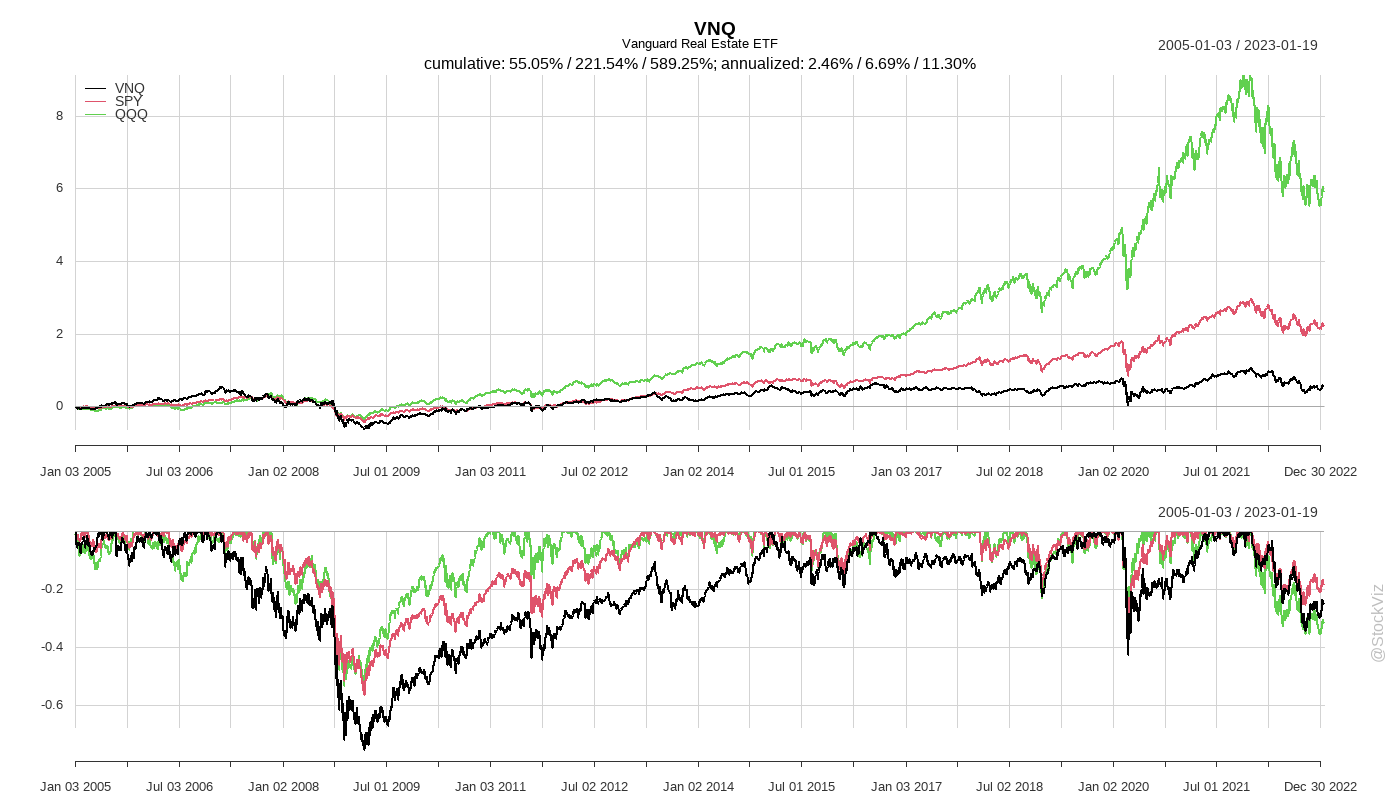 VNQ
Vanguard Real Estate ETF
2005-01-03 / 2023-01-19
cumulative: 55.05% / 221.54% / 589.25%; annualized: 2.46% / 6.69% / 11.30%
VNQ
SPY
QQQ
8
6
4
2
0
Jan 03 2005 Jul 03 2006 Jan 02 2008 Jul 01 2009 Jan 03 2011 Jul 02 2012 Jan 02 2014 Jul 01 2015 Jan 03 2017 Jul 02 2018 Jan 02 2020 Jul 01 2021 Dec 30 2022
2005-01-03 / 2023-01-19
-0.2
-0.4
-0.6
Jan 03 2005 Jul 03 2006 Jan 02 2008 Jul 01 2009 Jan 03 2011 Jul 02 2012 Jan 02 2014 Jul 01 2015 Jan 03 2017 Jul 02 2018 Jan 02 2020 Jul 01 2021 Dec 30 2022
@StockViz